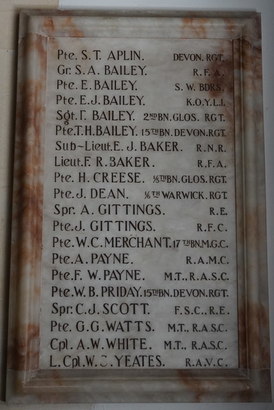 Pte. S.T. APLIN. DEVON. RGT.
Gr. S.A. BAILEY. R.F.A.
Pte. E. BAILEY. S.W. BDRS.
Pte. E.J. BAILEY. K.O.Y.L.I.
Sgt. F. BAILEY. 2ND BN. GLOS. RGT.
Pte. T.H. BAILEY. 15TH BN. DEVON. RGT.
Sub-Lieut. E.J. BAKER. R.N.R.
Lieut. F.R. BAKER. R.F.A.
Pte. H. CREESE. BN. GLOS. RGT.
Pte. J. DEAN. WARWICK. RGT.
Spr. A. GITTINGS. R.E.
Pte. J. GITTINGS. R.F.C.
Pte. W.C. MERCHANT. 17TH BN. M.G.C.
Pte. A. PAYNE. R.A.M.C.
Pte. F.W. PAYNE. M.T., R.A.S.C.
Pte. W.B. PRIDAY. 15TH BN. DEVON. RGT.
Spr. C.J. SCOTT. F.S.C., R.E.
Pte. G.G. WATTS. M.T., R.A.S.C.
Cpl. A.W. WHITE. M.T., R.A.S.C.
L. Cpl. W. YEATES. R.A.V.C.